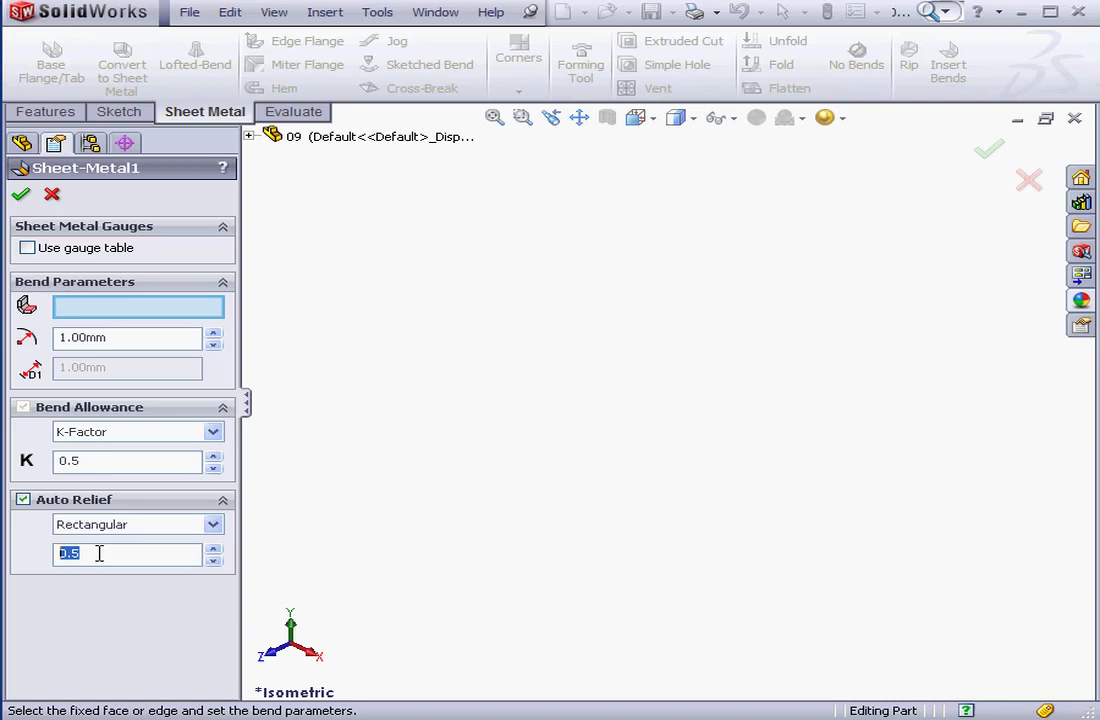 SolidWorks File Edit View Insert Tools Window Help )... ?
Base Flange/Tab
Convert to Sheet Metal
Lofted-Bend
Edge Flange
Miter Flange
Hem
Jog
Sketched Bend
Cross-Break
Corners
Forming Tool
Extruded Cut
Simple Hole
Vent
Unfold
Fold
Flatten
No Bends
Rip
Insert Bends
Features Sketch Sheet Metal Evaluate
09 (Default<<Default>_Disp...
Sheet-Metal1 ?
Sheet Metal Gauges
Use gauge table
Bend Parameters
1.00mm
D1 1.00mm
Bend Allowance
K-Factor
K 0.5
Auto Relief
Rectangular
0.5
Y
Z X
*Isometric
Select the fixed face or edge and set the bend parameters. Editing Part ?